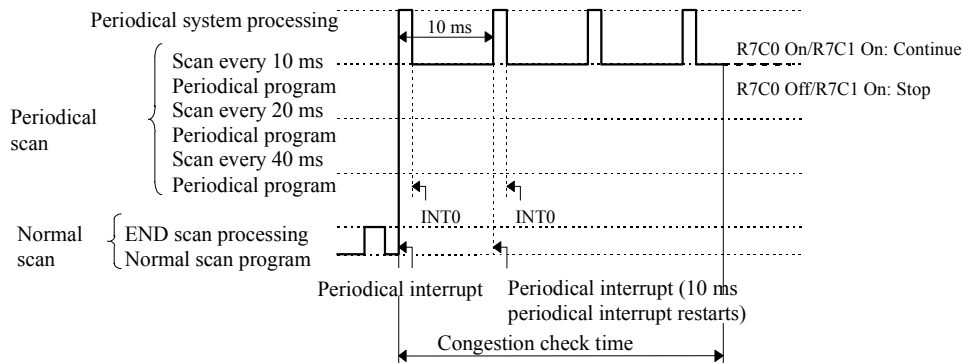 Periodical system processing
10 ms
R7C0 On/R7C1 On: Continue
Scan every 10 ms
Periodical program
R7C0 Off/R7C1 On: Stop
Scan every 20 ms
Periodical
scan
Periodical program
Scan every 40 ms
Periodical program
INT0
INT0
Normal
scan
END scan processing
Normal scan program
Periodical interrupt
Periodical interrupt (10 ms
periodical interrupt restarts)
Congestion check time